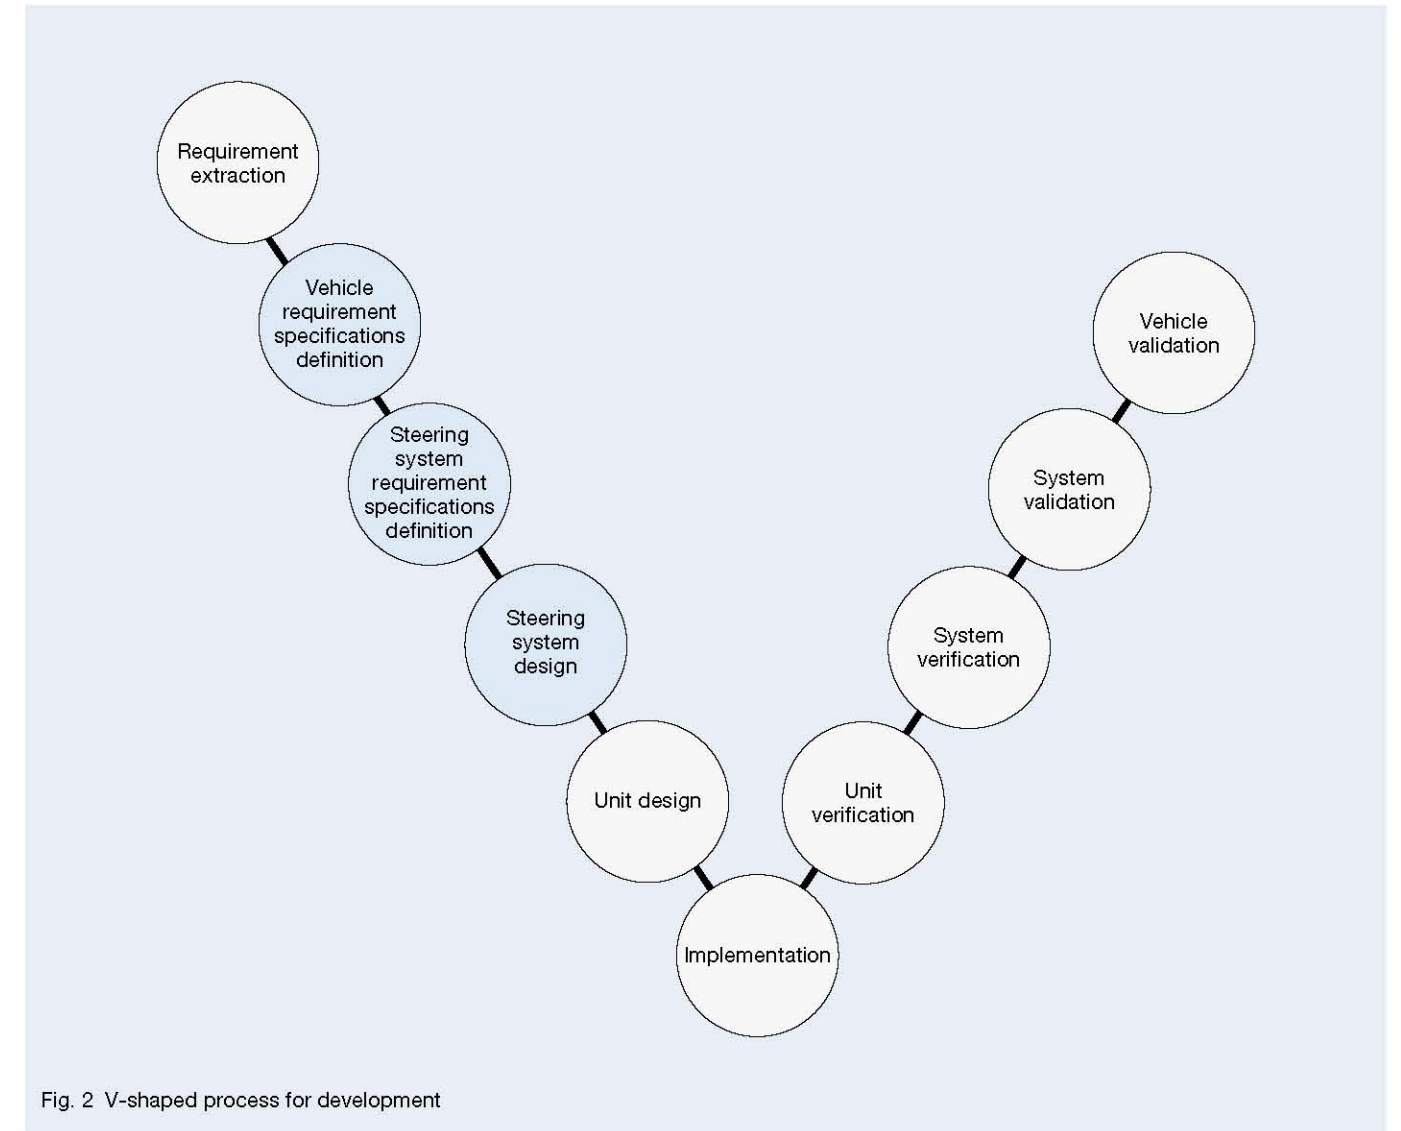 Requirement
extraction
Vehicle
requirement
specifications
definition
Steering
system
requirement
specifications
definition
Steering
system
design
Unit design
Implementation
Unit
verification
System
verification
System
validation
Vehicle
validation
Fig. 2 V-shaped process for development